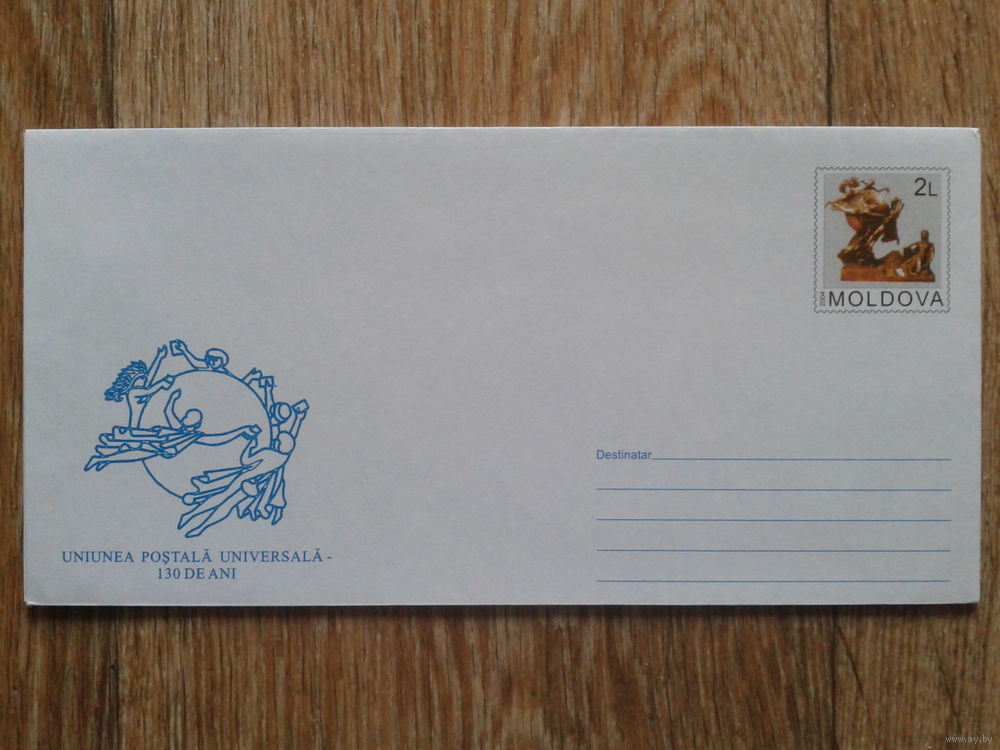 2L
2004
MOLDOVA
Destinatar
UNIUNEA POŞTALĂ UNIVERSALĂ -
130 DE ANI
www.ay.by